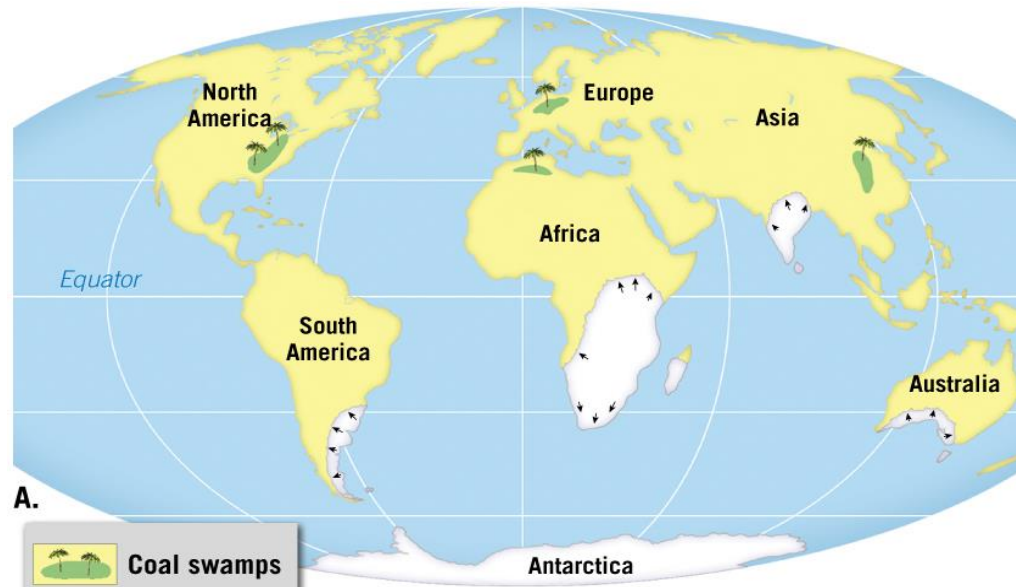 North
America
Europe
Asia
Africa
Equator
South
America
Australia
A.
Coal swamps
Antarctica